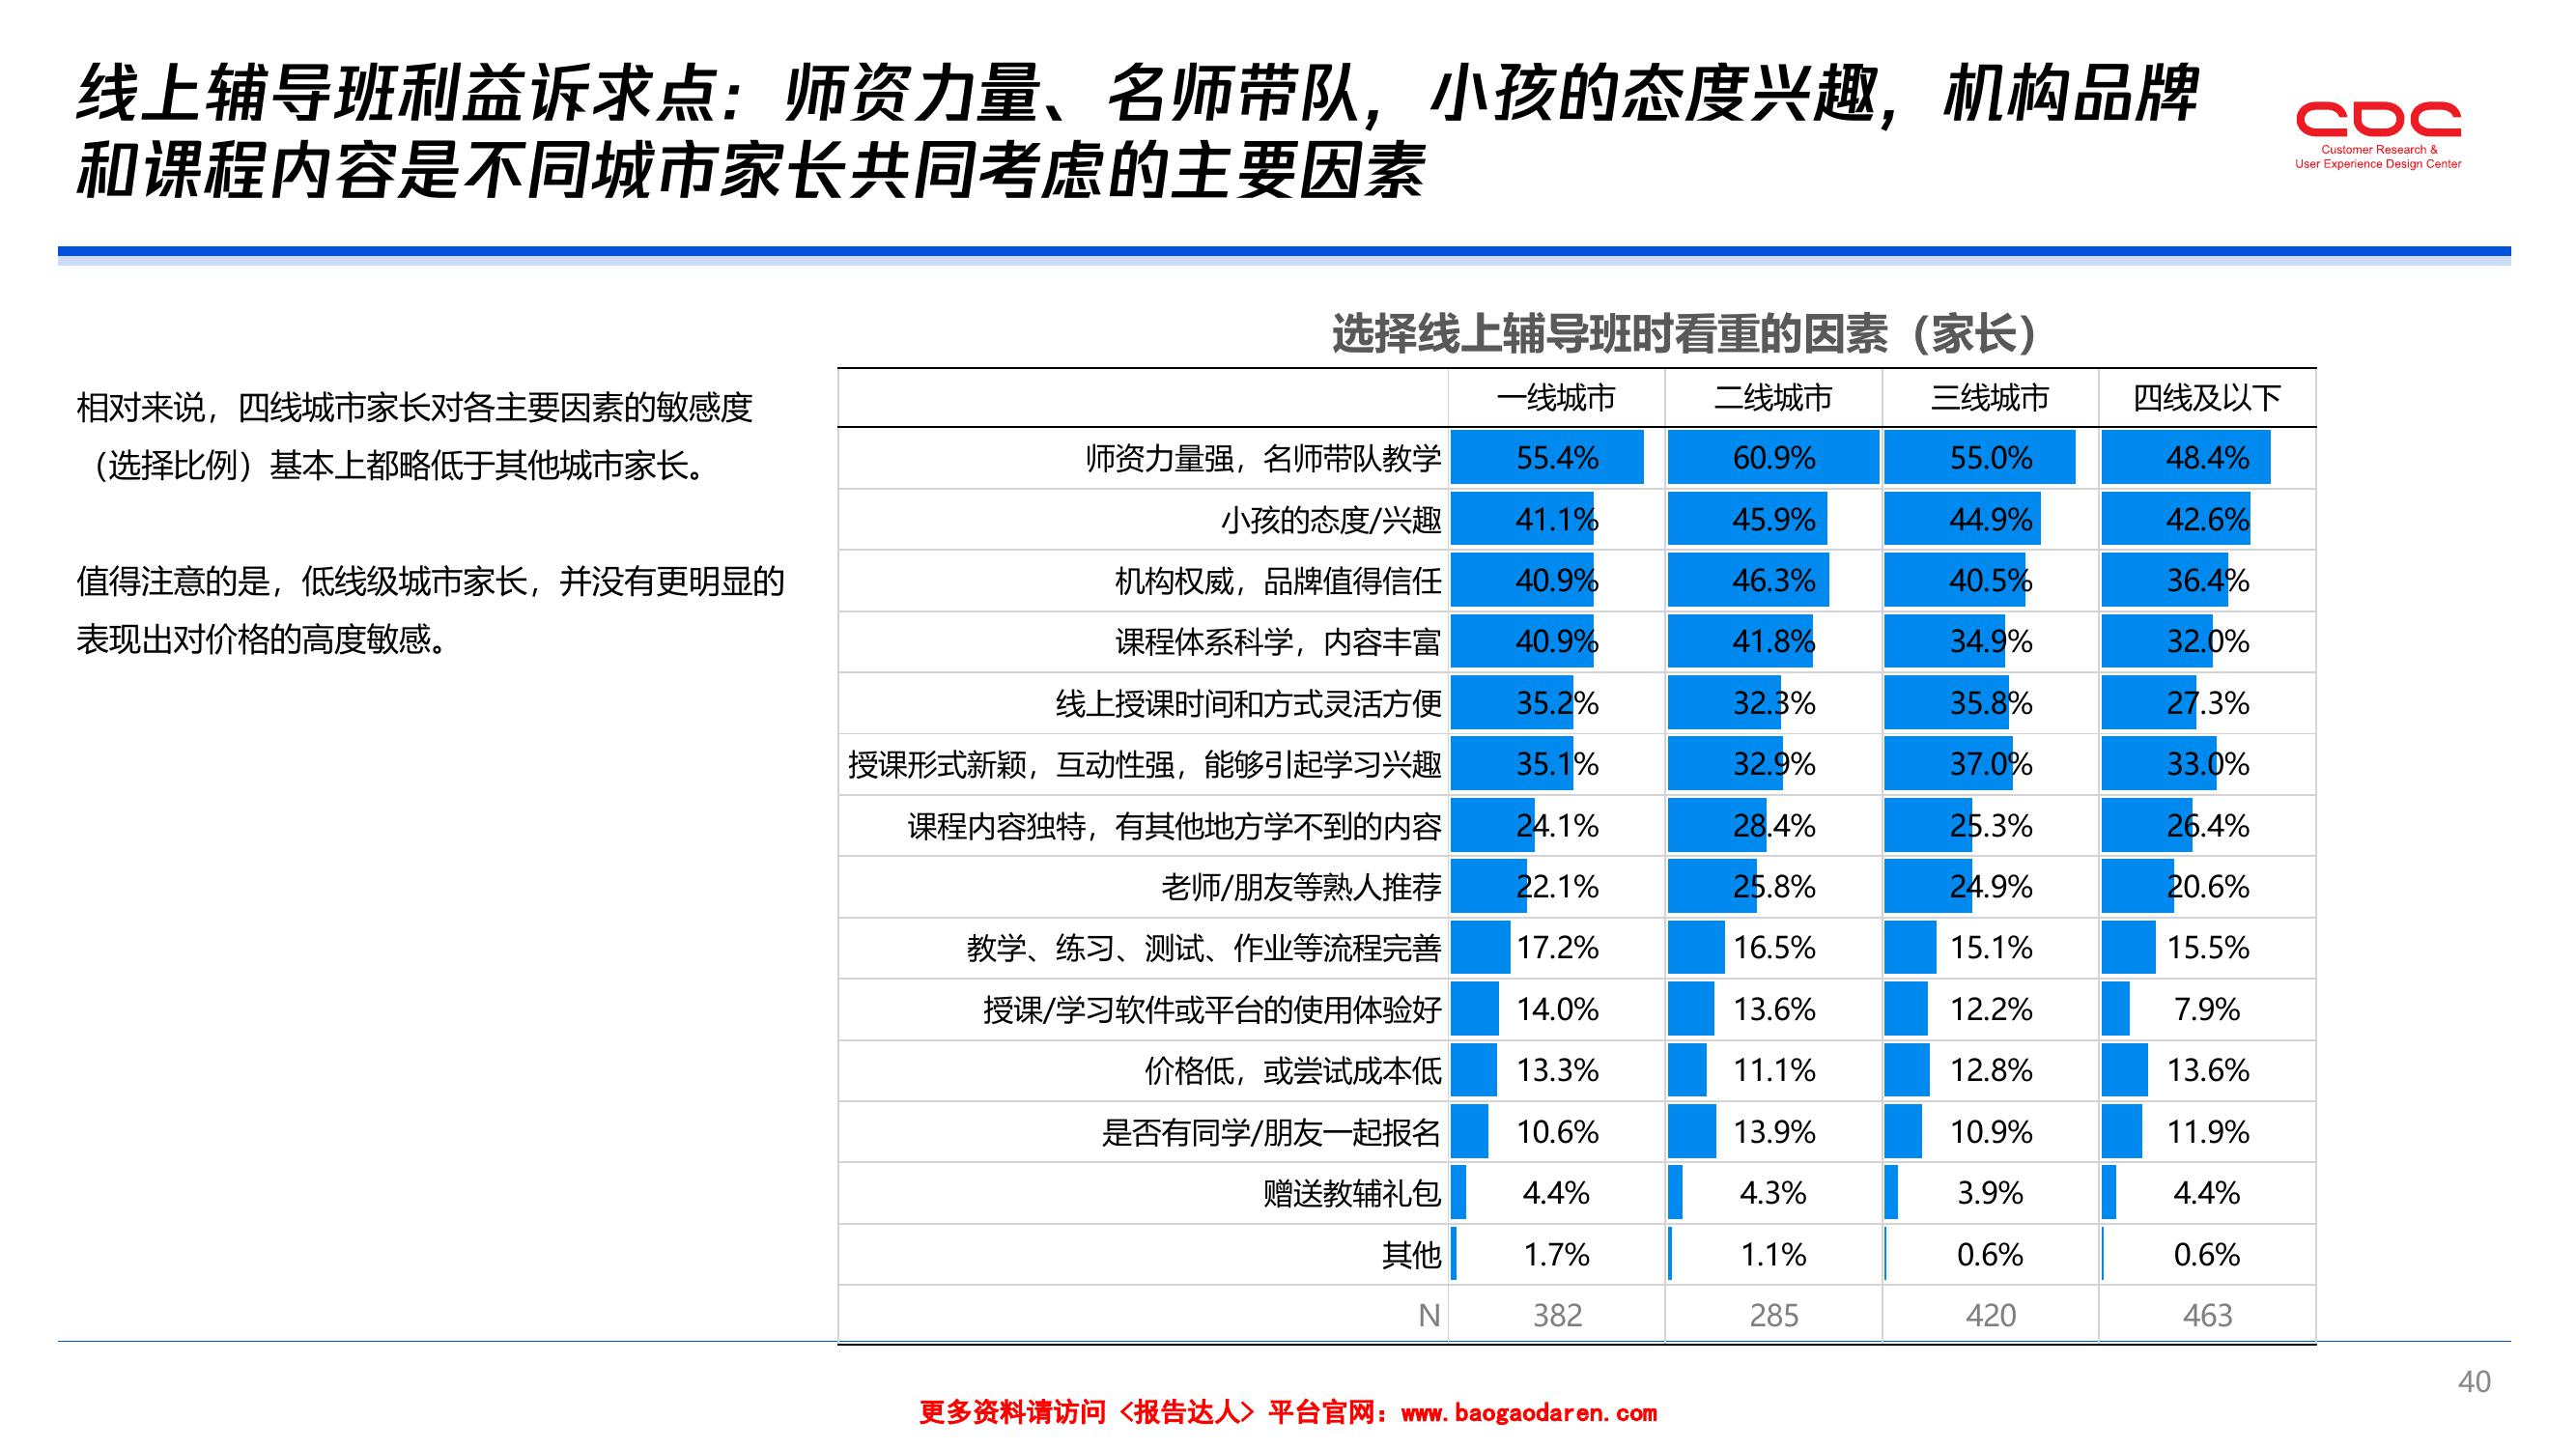 线上辅导班利益诉求点：师资力量、名师带队，小孩的态度兴趣，机构品牌
和课程内容是不同城市家长共同考虑的主要因素
CDC
Customer Research &
User Experience Design Center
相对来说，四线城市家长对各主要因素的敏感度
（选择比例）基本上都略低于其他城市家长。
值得注意的是，低线级城市家长，并没有更明显的
表现出对价格的高度敏感。
选择线上辅导班时看重的因素（家长）
一线城市 二线城市 三线城市 四线及以下
师资力量强，名师带队教学 55.4% 60.9% 55.0% 48.4%
小孩的态度/兴趣 41.1% 45.9% 44.9% 42.6%
机构权威，品牌值得信任 40.9% 46.3% 40.5% 36.4%
课程体系科学，内容丰富 40.9% 41.8% 34.9% 32.0%
线上授课时间和方式灵活方便 35.2% 32.3% 35.8% 27.3%
授课形式新颖，互动性强，能够引起学习兴趣 35.1% 32.9% 37.0% 33.0%
课程内容独特，有其他地方学不到的内容 24.1% 28.4% 25.3% 26.4%
老师/朋友等熟人推荐 22.1% 25.8% 24.9% 20.6%
教学、练习、测试、作业等流程完善 17.2% 16.5% 15.1% 15.5%
授课/学习软件或平台的使用体验好 14.0% 13.6% 12.2% 7.9%
价格低，或尝试成本低 13.3% 11.1% 12.8% 13.6%
是否有同学/朋友一起报名 10.6% 13.9% 10.9% 11.9%
赠送教辅礼包 4.4% 4.3% 3.9% 4.4%
其他 1.7% 1.1% 0.6% 0.6%
N 382 285 420 463
40
更多资料请访问〈报告达人〉平台官网：www.baogaodaren.com